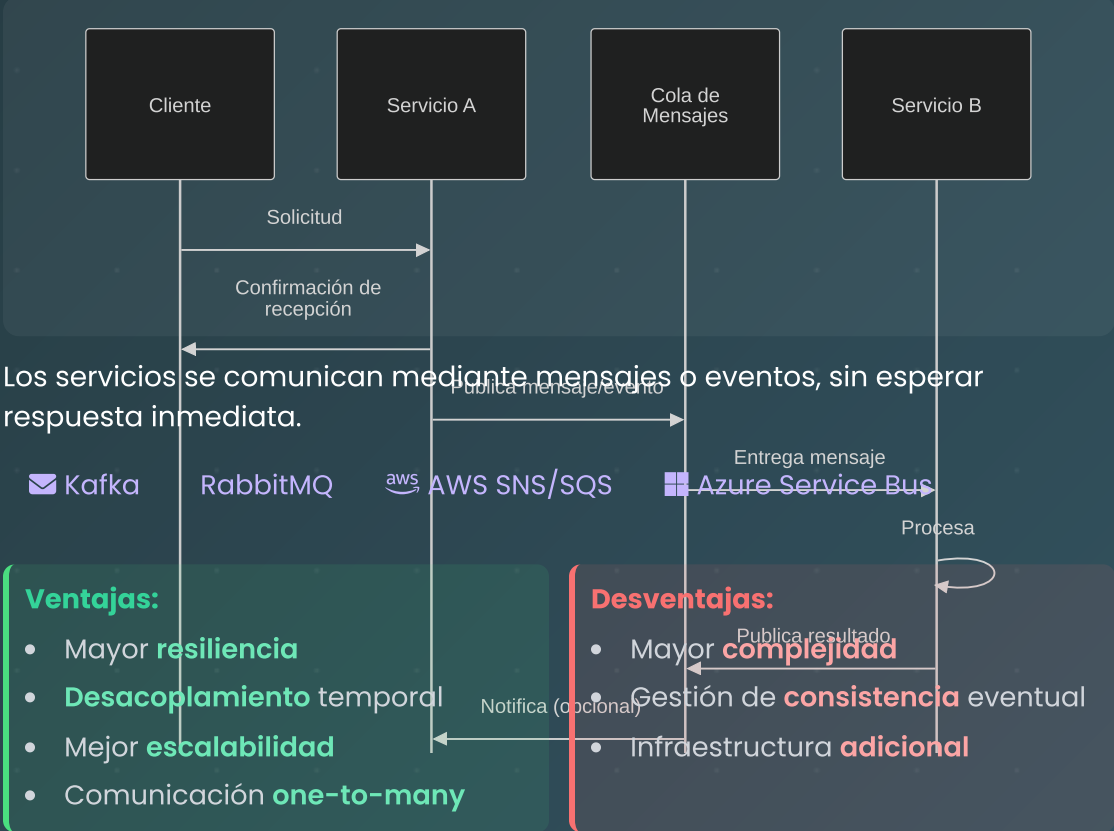 Cliente
Servicio A
Cola de
Mensajes
Servicio B
Solicitud
Confirmación de
recepción
Los servicios se comunican mediante mensajes o eventos, sin esperar
respuesta inmediata.
Publica mensaje/evento
Entrega mensaje
Kafka
RabbitMQ
aws AWS SNS/SQS
Azure Service Bus
Procesa
Ventajas:
Mayor resiliencia
Desacoplamiento temporal
Mejor escalabilidad
Comunicación one-to-many
Desventajas:
Publica resultado
Mayor complejidad
Gestión de consistencia eventual
Notifica (opcional)
Infraestructura adicional